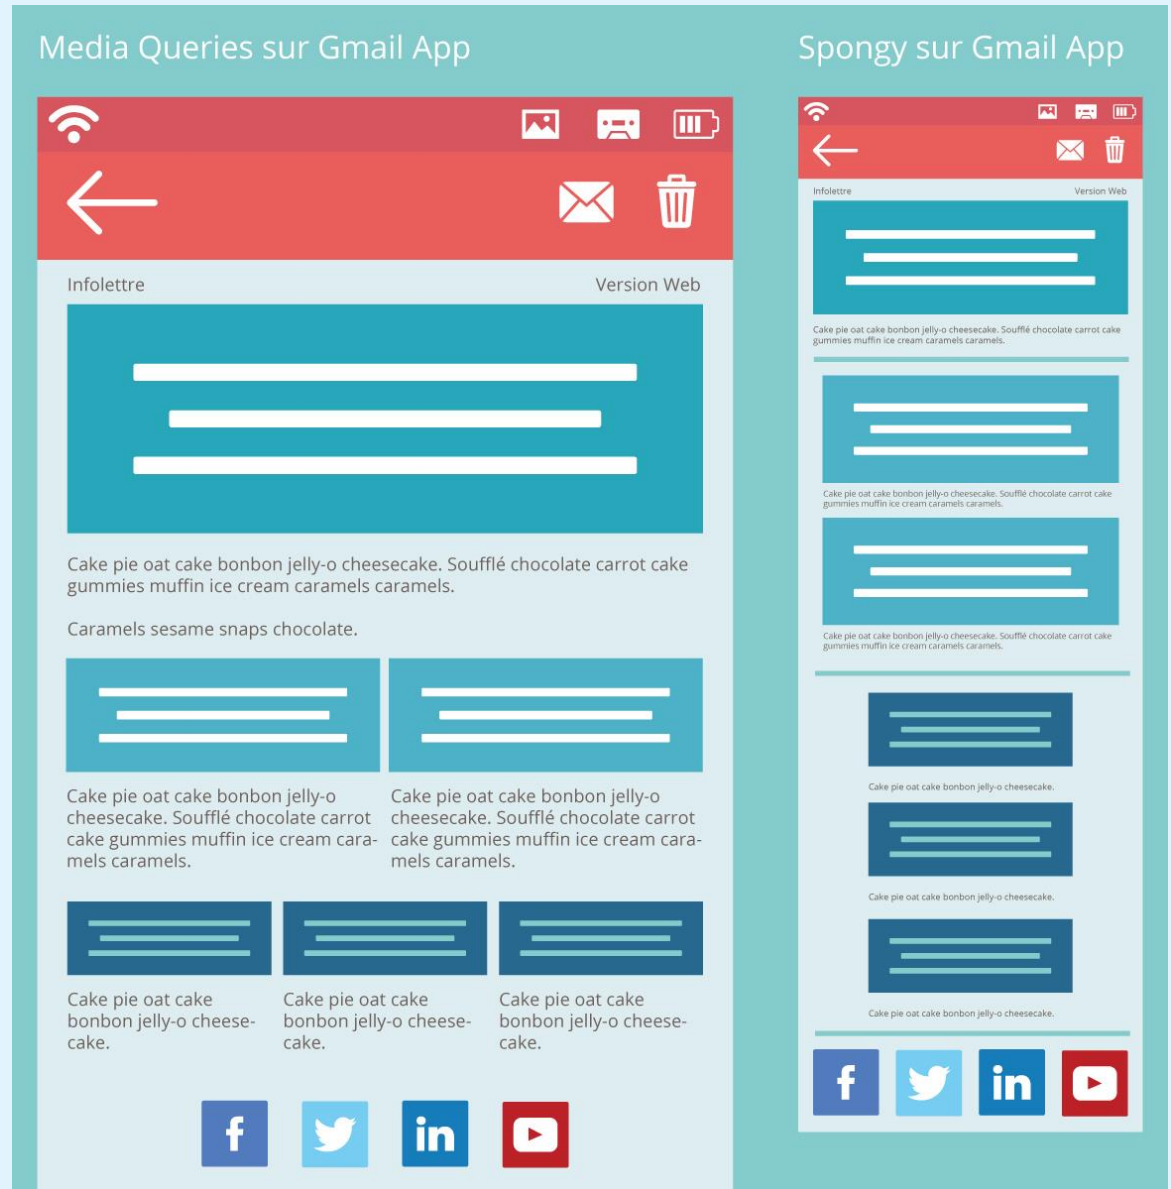 Media Queries sur Gmail App
Infolettre
Version Web
Cake pie oat cake bonbon jelly-o cheesecake. Soufflé chocolate carrot cake
gummies muffin ice cream caramels caramels.
Caramels sesame snaps chocolate.
Cake pie oat cake bonbon jelly-o
cheesecake. Soufflé chocolate carrot
cake gummies muffin ice cream cara-
mels caramels.
Cake pie oat cake bonbon jelly-o
cheesecake. Soufflé chocolate carrot
cake gummies muffin ice cream cara-
mels caramels.
Cake pie oat cake
bonbon jelly-o cheese-
cake.
Cake pie oat cake
bonbon jelly-o cheese-
cake.
Cake pie oat cake
bonbon jelly-o cheese-
cake.
f
in
Spongy sur Gmail App
Infolettre
Version Web
Cake pie oat cake bonbon jelly-o cheesecake. Soufflé chocolate carrot cake
gummies muffin ice cream caramels caramels.
Cake pie oat cake bonbon jelly-o cheesecake. Soufflé chocolate carrot cake
gummies muffin ice cream caramels caramels.
Cake pie oat cake bonbon jelly-o cheesecake. Soufflé chocolate carrot cake
gummies muffin ice cream caramels caramels.
Cake pie oat cake bonbon jelly-o cheesecake.
Cake pie oat cake bonbon jelly-o cheesecake.
Cake pie oat cake bonbon jelly-o cheesecake.
f
in